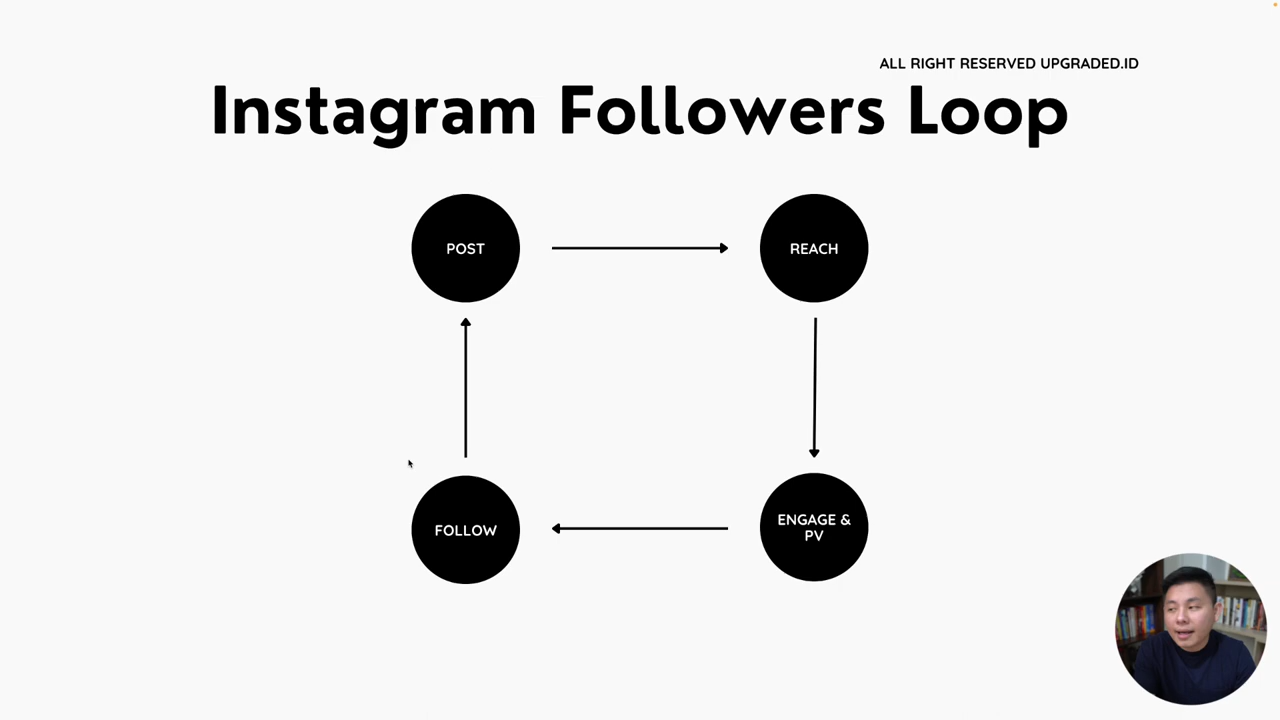 ALL RIGHT RESERVED UPGRADED.ID
Instagram Followers Loop
POST
REACH
FOLLOW
ENGAGE &
PV